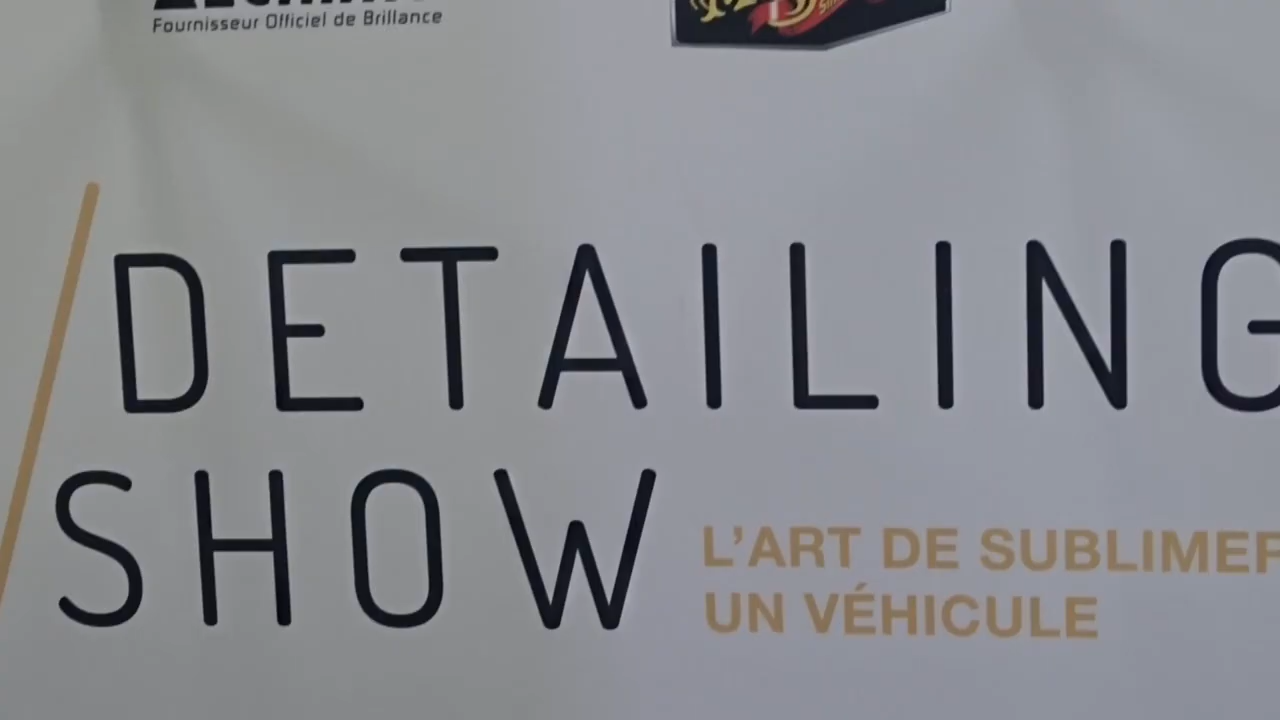 Fournisseur Officiel de Brillance
DETAILING
SHOW
L'ART DE SUBLIMER
UN VÉHICULE